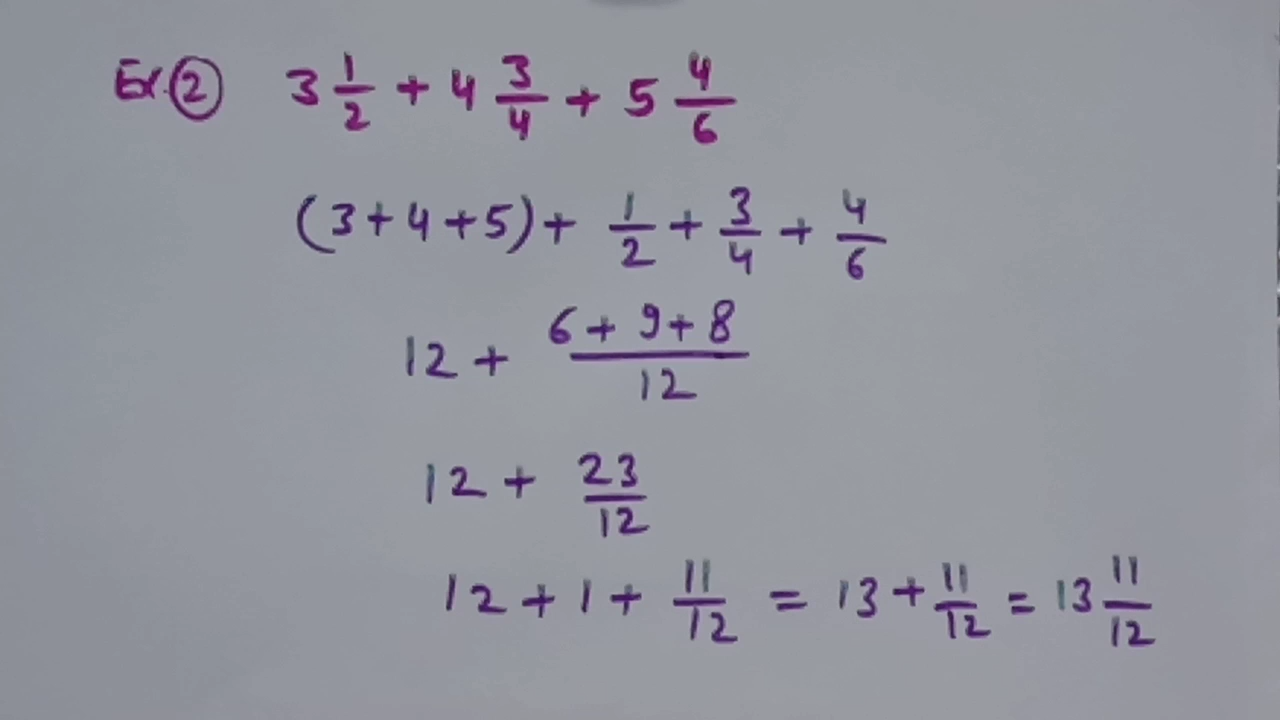 Ex. ② 3 1/2 + 4 3/4 + 5 4/6
(3+4+5) + 1/2 + 3/4 + 4/6
12 + 6+9+8/12
12 + 23/12
12 + 1 + 11/12 = 13 + 11/12 = 13 11/12